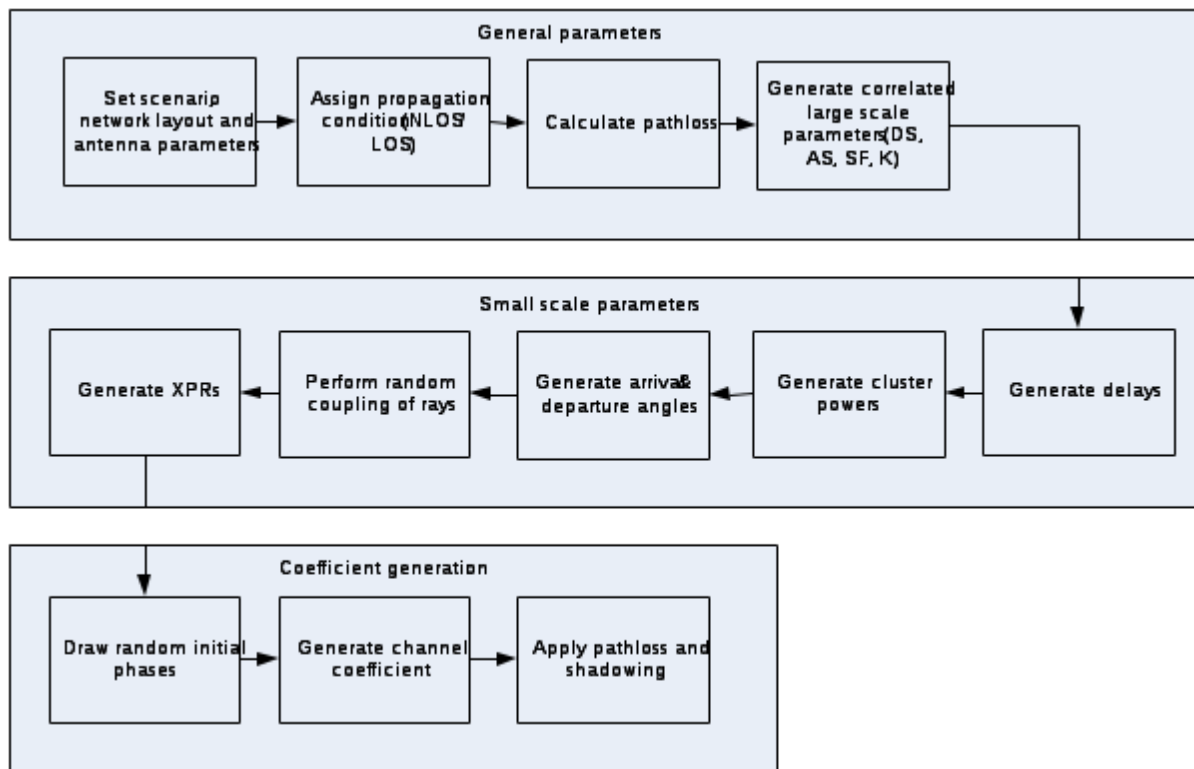 General parameters
Set scenario,
network layout and
antenna parameters
Assign propagation
condition(NLOS/
LOS)
Calculate pathloss
Generate correlated
large scale
parameters(DS,
AS, SF, K)
Small scale parameters
Generate XPRs
Perform random
coupling of rays
Generate arrival&
departure angles
Generate cluster
powers
Generate delays
Coefficient generation
Draw random initial
phases
Generate channel
coefficient
Apply pathloss and
shadowing